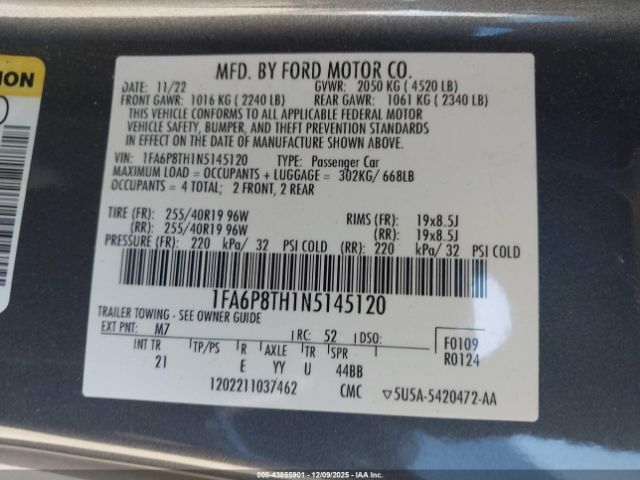 MFD. BY FORD MOTOR CO.
DATE: 11/22 GVWR: 2050 KG ( 4520 LB)
FRONT GAWR: 1016 KG ( 2240 LB) REAR GAWR: 1061 KG ( 2340 LB)
THIS VEHICLE CONFORMS TO ALL APPLICABLE FEDERAL MOTOR
VEHICLE SAFETY, BUMPER, AND THEFT PREVENTION STANDARDS
IN EFFECT ON THE DATE OF MANUFACTURE SHOWN ABOVE.
VIN: 1FA6P8TH1N5145120 TYPE: Passenger Car
MAXIMUM LOAD = OCCUPANTS + LUGGAGE = 302KG/ 668LB
OCCUPANTS = 4 TOTAL; 2 FRONT, 2 REAR
TIRE (FR): 255/40R19 96W RIMS (FR): 19x8.5J
(RR): 255/40R19 96W (RR): 19x8.5J
PRESSURE (FR): 220 kPa/ 32 PSI COLD (RR): 220 kPa/ 32 PSI COLD
1FA6P8TH1N5145120
TRAILER TOWING - SEE OWNER GUIDE
EXT PNT: M7 RC: 52 DSO: F0109
R0124
INT TR TP/PS R AXLE TR SPR
21 E YY U 44BB
1202211037462 CMC 5U5A-5420472-AA
ION
000-43855901 - 12/09/2025 - IAAI.COM